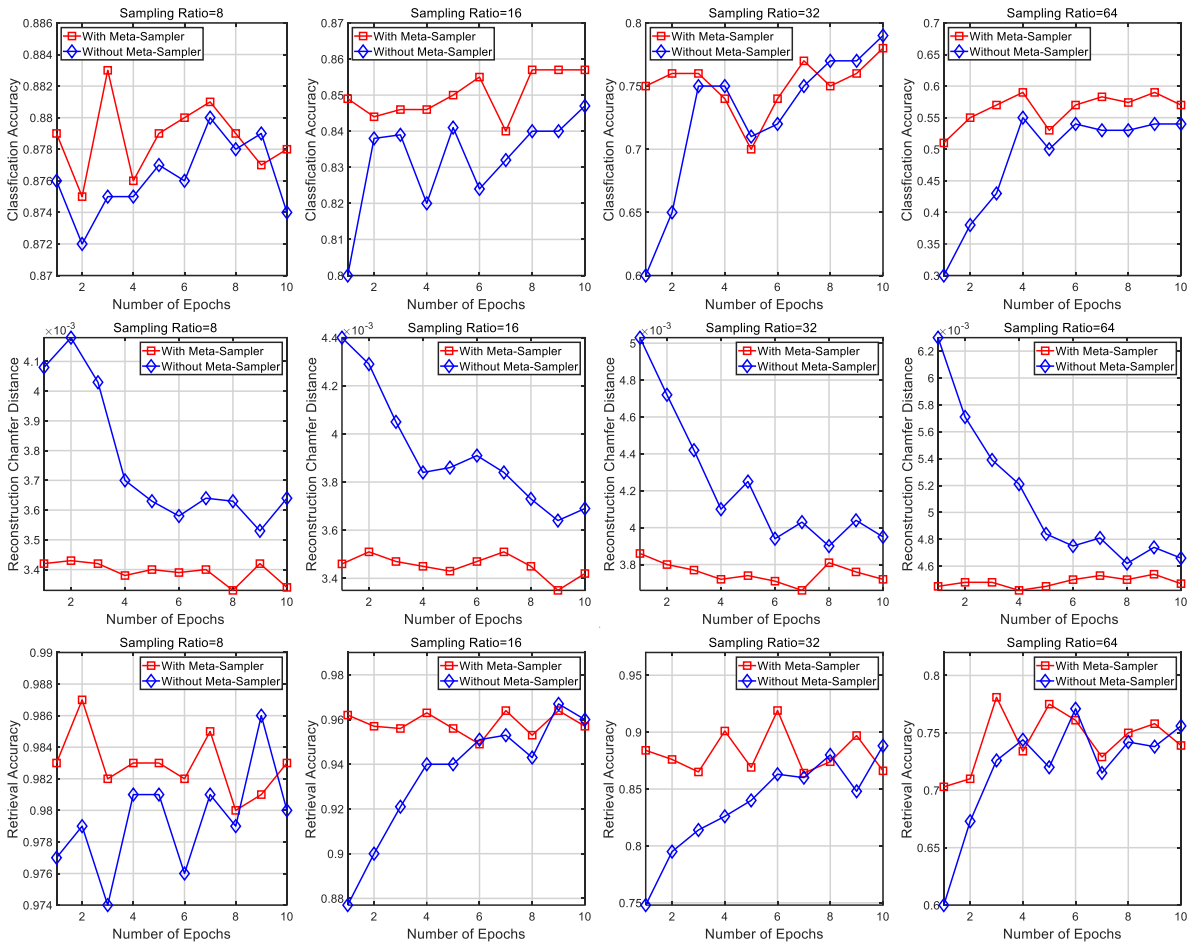 Sampling Ratio=8
With Meta-Sampler
Without Meta-Sampler
Classfication Accuracy
0.886
0.884
0.882
0.88
0.878
0.876
0.874
0.872
0.87
2 4 6 8 10
Number of Epochs
Sampling Ratio=16
With Meta-Sampler
Without Meta-Sampler
Classfication Accuracy
0.87
0.86
0.85
0.84
0.83
0.82
0.81
0.8
2 4 6 8 10
Number of Epochs
Sampling Ratio=32
With Meta-Sampler
Without Meta-Sampler
Classfication Accuracy
0.8
0.75
0.7
0.65
0.6
2 4 6 8 10
Number of Epochs
Sampling Ratio=64
With Meta-Sampler
Without Meta-Sampler
Classfication Accuracy
0.7
0.65
0.6
0.55
0.5
0.45
0.4
0.35
0.3
2 4 6 8 10
Number of Epochs
×10⁻³
Sampling Ratio=8
With Meta-Sampler
Without Meta-Sampler
Reconstruction Chamfer Distance
4.1
4
3.9
3.8
3.7
3.6
3.5
3.4
2 4 6 8 10
Number of Epochs
×10⁻³
Sampling Ratio=16
With Meta-Sampler
Without Meta-Sampler
Reconstruction Chamfer Distance
4.4
4.2
4
3.8
3.6
3.4
2 4 6 8 10
Number of Epochs
×10⁻³
Sampling Ratio=32
With Meta-Sampler
Without Meta-Sampler
Reconstruction Chamfer Distance
5
4.8
4.6
4.4
4.2
4
3.8
2 4 6 8 10
Number of Epochs
×10⁻³
Sampling Ratio=64
With Meta-Sampler
Without Meta-Sampler
Reconstruction Chamfer Distance
6.2
6
5.8
5.6
5.4
5.2
5
4.8
4.6
2 4 6 8 10
Number of Epochs
Sampling Ratio=8
With Meta-Sampler
Without Meta-Sampler
Retrieval Accuracy
0.99
0.988
0.986
0.984
0.982
0.98
0.978
0.976
0.974
2 4 6 8 10
Number of Epochs
Sampling Ratio=16
With Meta-Sampler
Without Meta-Sampler
Retrieval Accuracy
0.98
0.96
0.94
0.92
0.9
0.88
2 4 6 8 10
Number of Epochs
Sampling Ratio=32
With Meta-Sampler
Without Meta-Sampler
Retrieval Accuracy
0.95
0.9
0.85
0.8
0.75
2 4 6 8 10
Number of Epochs
Sampling Ratio=64
With Meta-Sampler
Without Meta-Sampler
Retrieval Accuracy
0.8
0.75
0.7
0.65
0.6
2 4 6 8 10
Number of Epochs